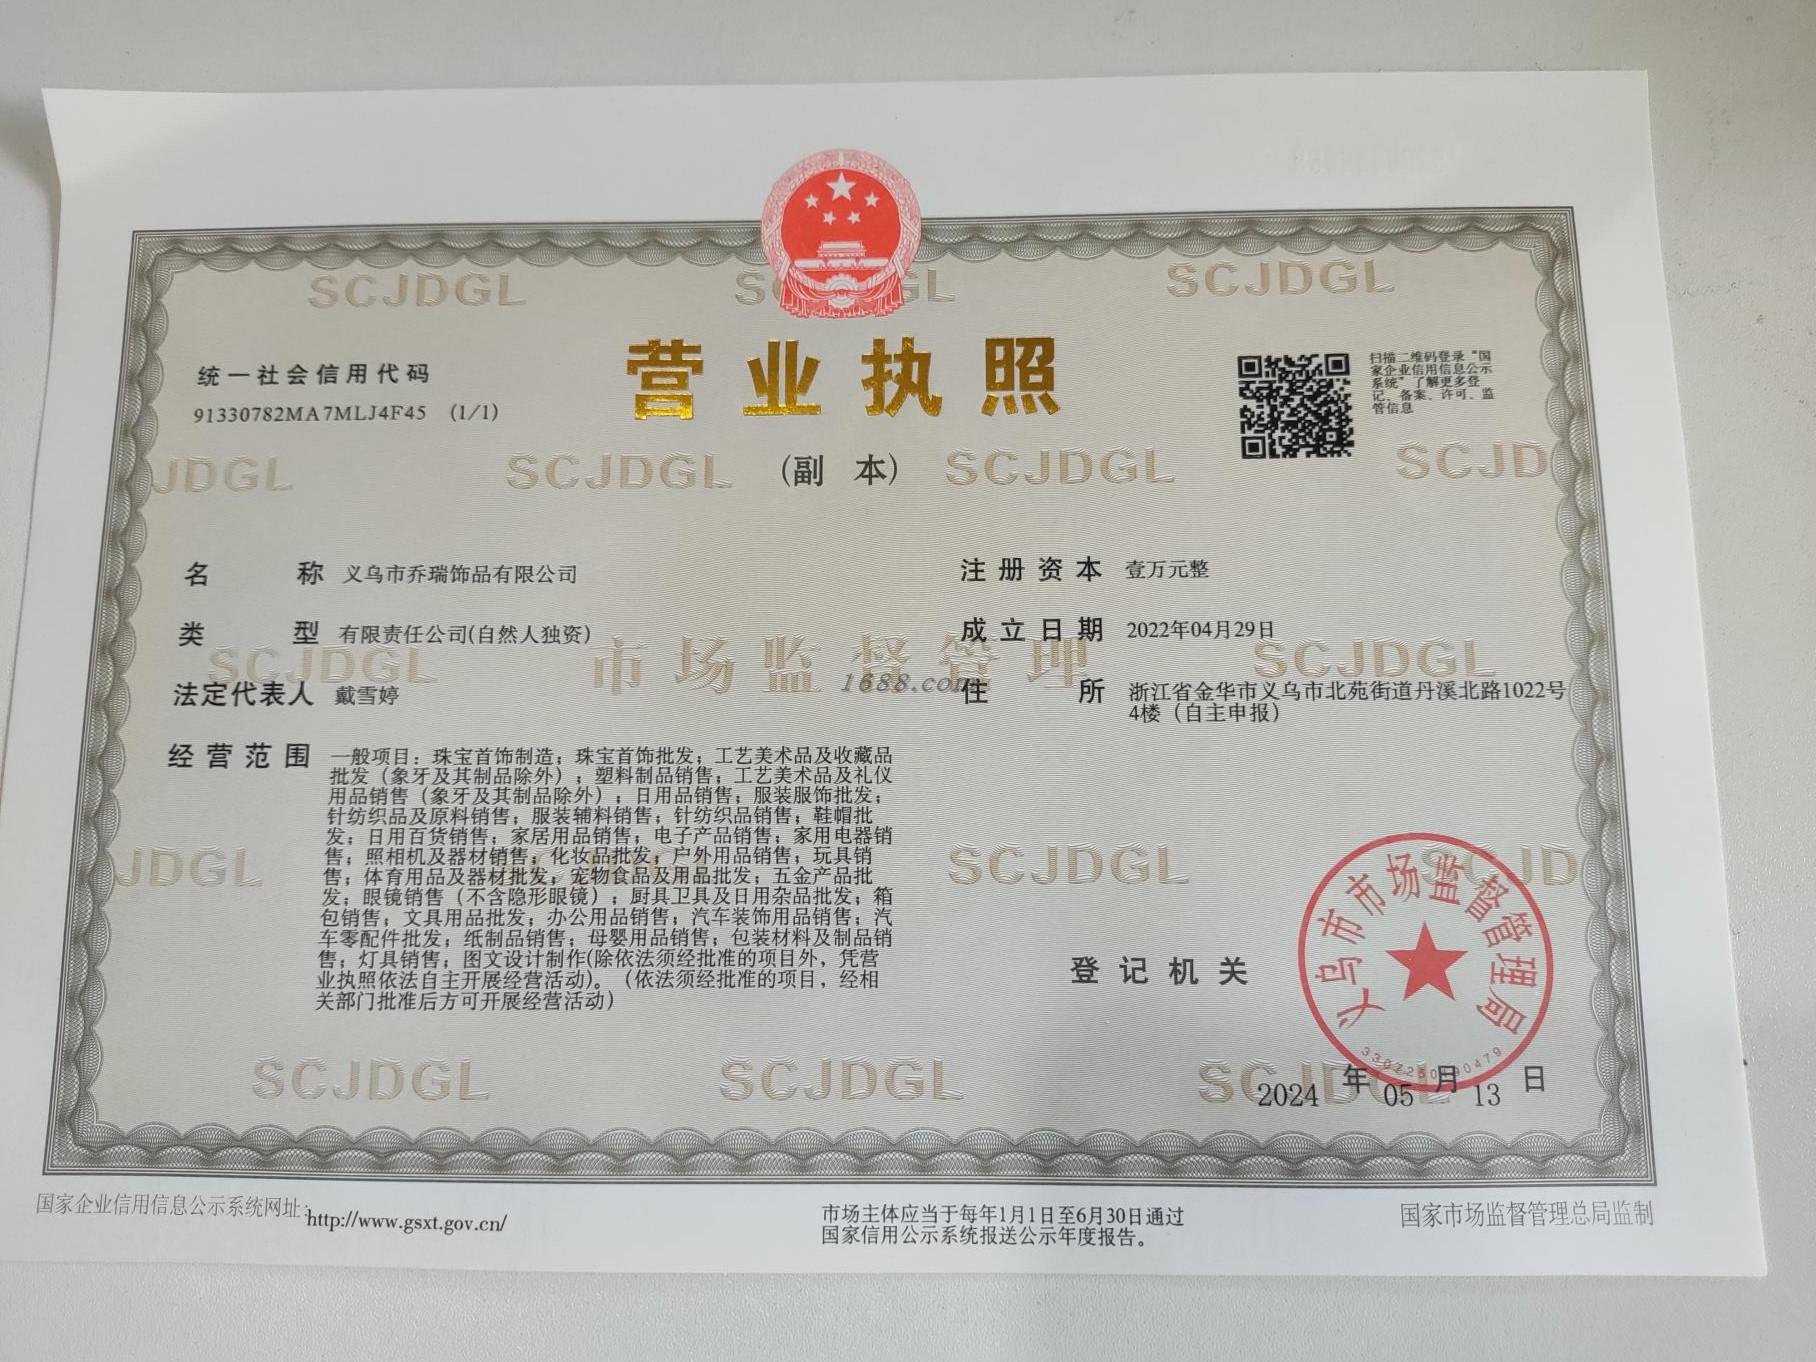 SCJDGL SCJDGL
营业执照
统一社会信用代码
91330782MA7MLJ4F45 (1/1)
扫描二维码登录“国
家企业信用信息公示
系统”了解更多登
记、备案、许可、监
管信息
JDGL SCJDGL (副 本) SCJDGL SCJD
名 称 义乌市乔瑞饰品有限公司
类 型 有限责任公司(自然人独资)
法定代表人 戴雪婷
注册资本 壹万元整
成立日期 2022年04月29日
SCJDGL 市场监督管理 SCJDGL
1688.com
住 所 浙江省金华市义乌市北苑街道丹溪北路1022号
4楼（自主申报）
经营范围 一般项目：珠宝首饰制造；珠宝首饰批发；工艺美术品及收藏品
批发（象牙及其制品除外）；塑料制品销售；工艺美术品及礼仪
用品销售（象牙及其制品除外）；日用品销售；服装服饰批发；
针纺织品及原料销售；服装辅料销售；针纺织品销售；鞋帽批
发；日用百货销售；家居用品销售；电子产品销售；家用电器销
售；照相机及器材销售；化妆品批发；户外用品销售；玩具销
售；体育用品及器材批发；宠物食品及用品批发；五金产品批
发；眼镜销售（不含隐形眼镜）；厨具卫具及日用杂品批发；箱
包销售；文具用品批发；办公用品销售；汽车装饰用品销售；汽
车零配件批发；纸制品销售；母婴用品销售；包装材料及制品销
售；灯具销售；图文设计制作(除依法须经批准的项目外，凭营
业执照依法自主开展经营活动)。（依法须经批准的项目，经相
关部门批准后方可开展经营活动）
JDGL SCJDGL
登记机关
义乌市市场监督管理局
SCJDGL SCJDGL
2024 年 05 月 13 日
国家企业信用信息公示系统网址：http://www.gsxt.gov.cn/
市场主体应当于每年1月1日至6月30日通过
国家信用公示系统报送公示年度报告。
国家市场监督管理总局监制